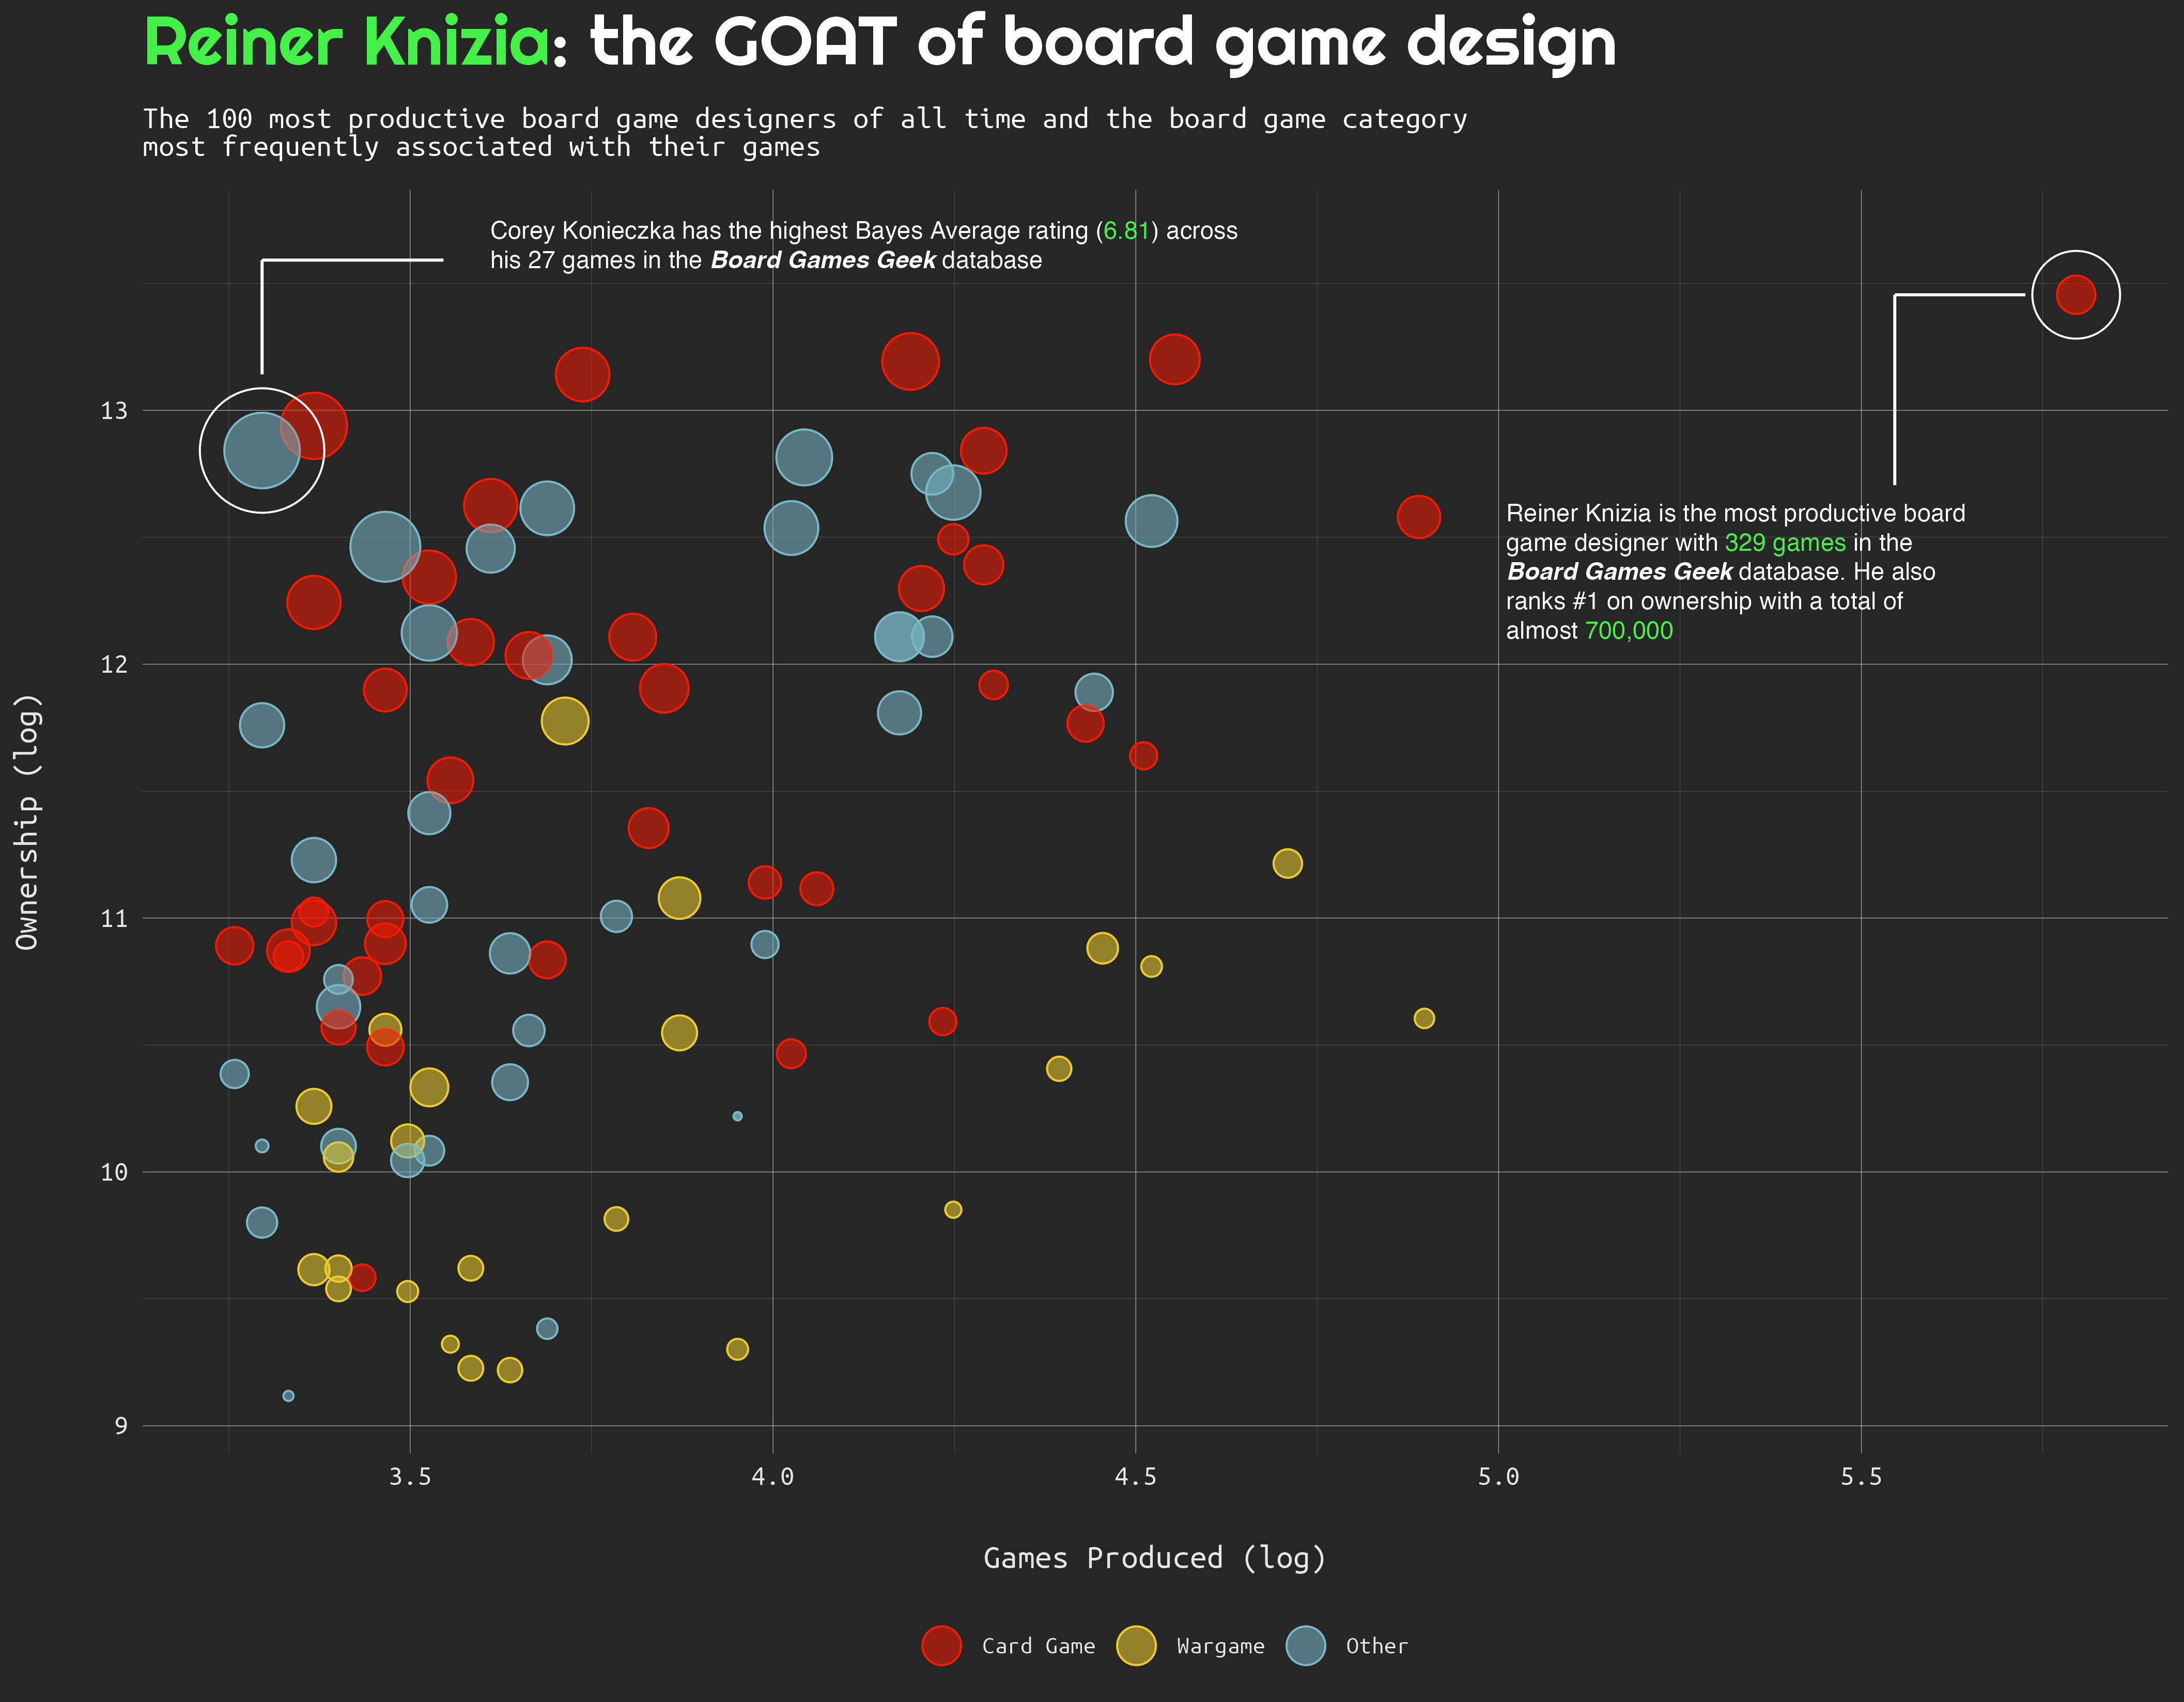 Reiner Knizia: the GOAT of board game design
The 100 most productive board game designers of all time and the board game category
most frequently associated with their games
Corey Konieczka has the highest Bayes Average rating (6.81) across
his 27 games in the Board Games Geek database
Reiner Knizia is the most productive board
game designer with 329 games in the
Board Games Geek database. He also
ranks #1 on ownership with a total of
almost 700,000
Ownership (log)
13
12
11
10
9
3.5 4.0 4.5 5.0 5.5
Games Produced (log)
Card Game Wargame Other